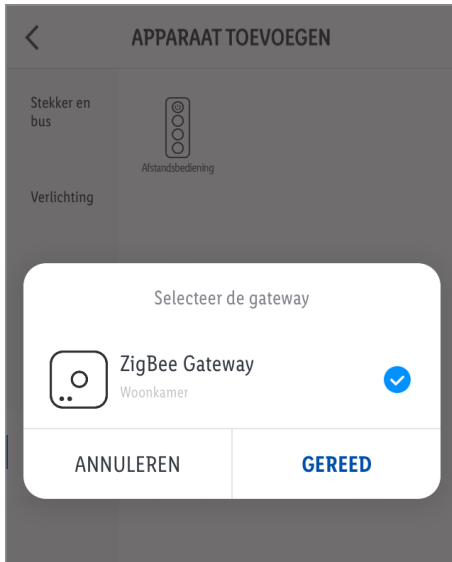 APPARAAT TOEVOEGEN
Stekker en
bus
Afstandsbediening
Verlichting
Selecteer de gateway
ZigBee Gateway
Woonkamer
ANNULEREN
GEREED